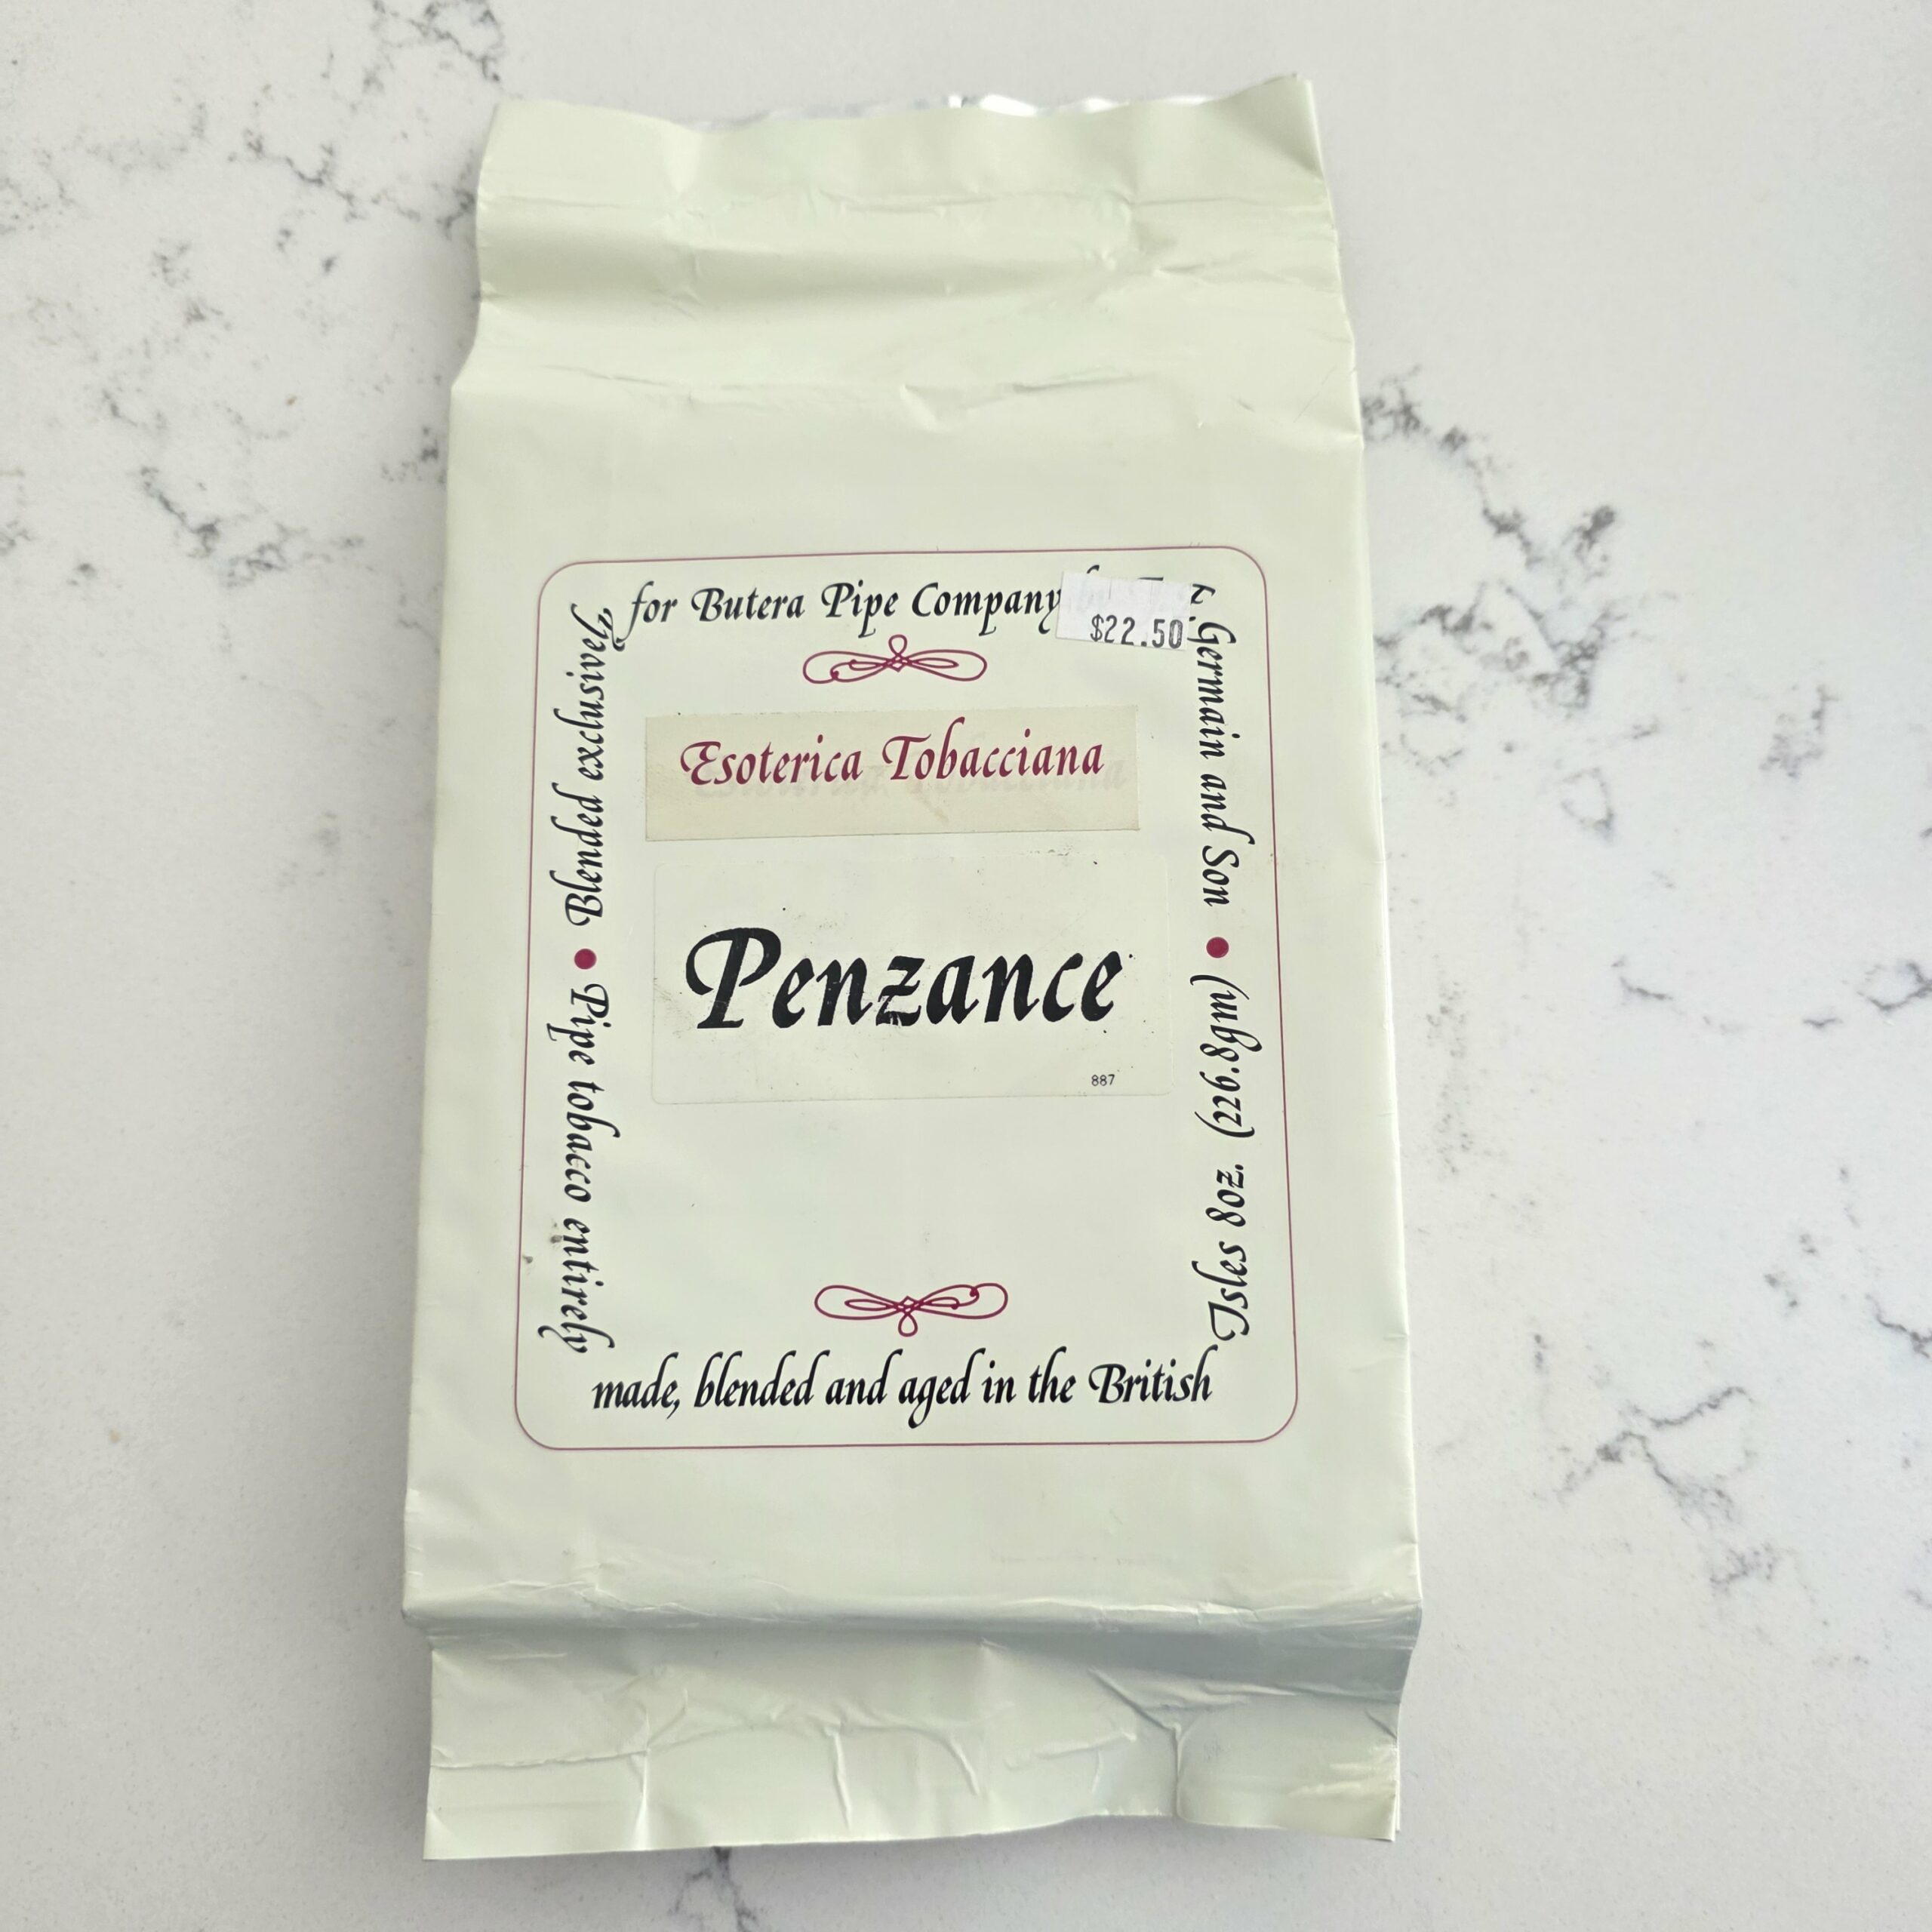 Blended exclusively
for Butera Pipe Company
Germain and Son
$22.50
Esoterica Tobacciana
Penzance
887
Pipe tobacco entirely
made, blended and aged in the British
Isles 8oz. (226.8gm)